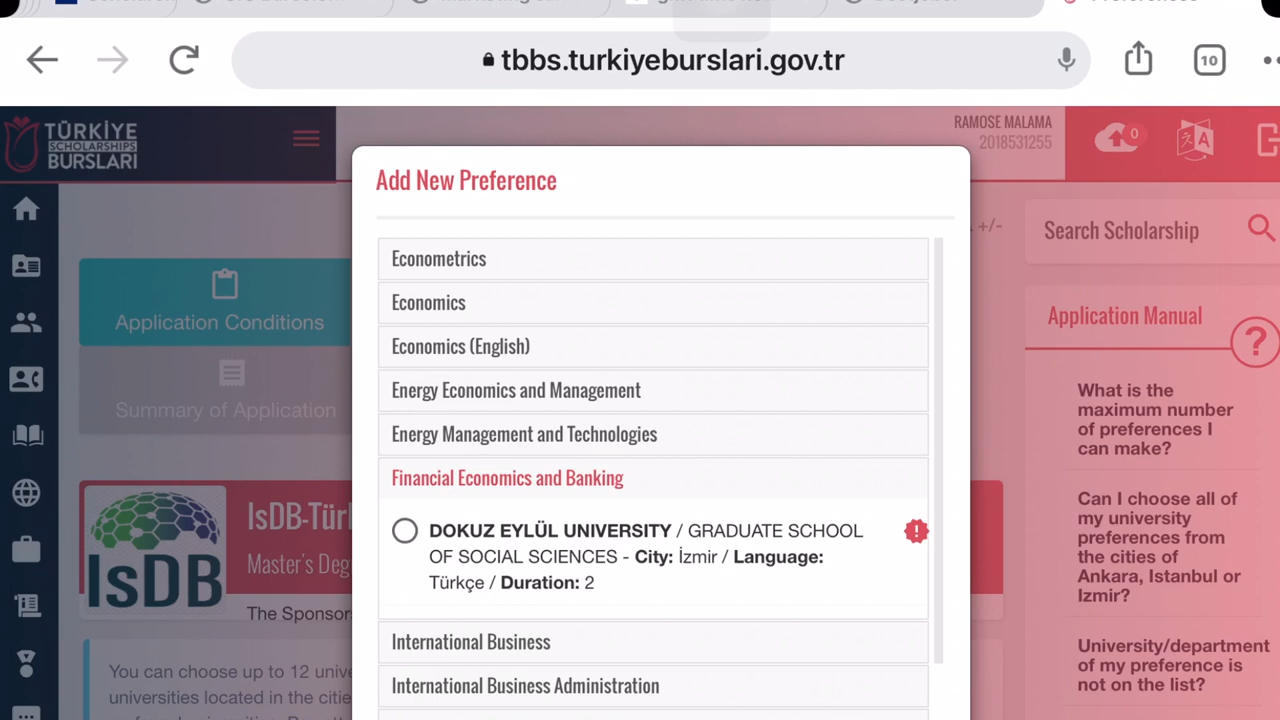 tbbs.turkiyeburslari.gov.tr
10
TÜRKİYE
SCHOLARSHIPS
BURSLARI
RAMOSE MALAMA
2018531255
0
A
Add New Preference
+/-
Search Scholarship
Econometrics
Economics
Economics (English)
Energy Economics and Management
Energy Management and Technologies
Financial Economics and Banking
DOKUZ EYLÜL UNIVERSITY / GRADUATE SCHOOL
OF SOCIAL SCIENCES - City: İzmir / Language:
Türkçe / Duration: 2
International Business
International Business Administration
Application Conditions
Summary of Application
IsDB
IsDB-Tür
Master's Deg
The Sponsors
You can choose up to 12 unive
universities located in the citie
Application Manual
?
What is the
maximum number
of preferences I
can make?
Can I choose all of
my university
preferences from
the cities of
Ankara, Istanbul or
Izmir?
University/department
of my preference is
not on the list?